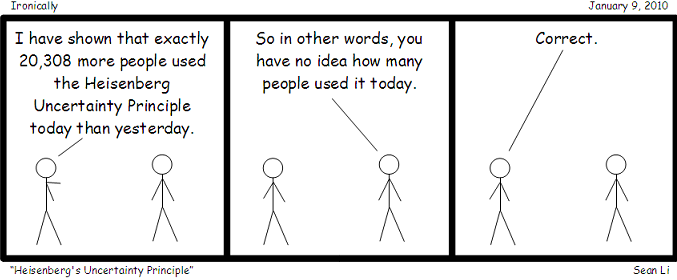 Ironically
January 9, 2010
I have shown that exactly
20,308 more people used
the Heisenberg
Uncertainty Principle
today than yesterday.
So in other words, you
have no idea how many
people used it today.
Correct.
"Heisenberg's Uncertainty Principle"
Sean Li